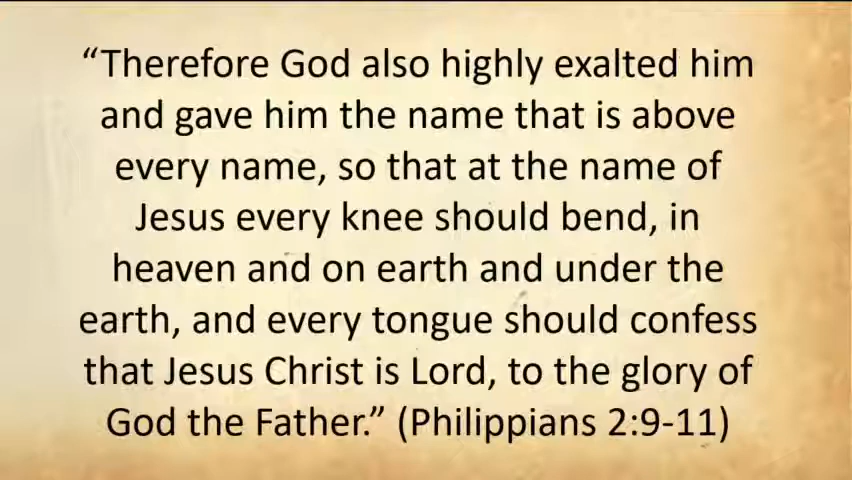 “Therefore God also highly exalted him
and gave him the name that is above
every name, so that at the name of
Jesus every knee should bend, in
heaven and on earth and under the
earth, and every tongue should confess
that Jesus Christ is Lord, to the glory of
God the Father.” (Philippians 2:9-11)